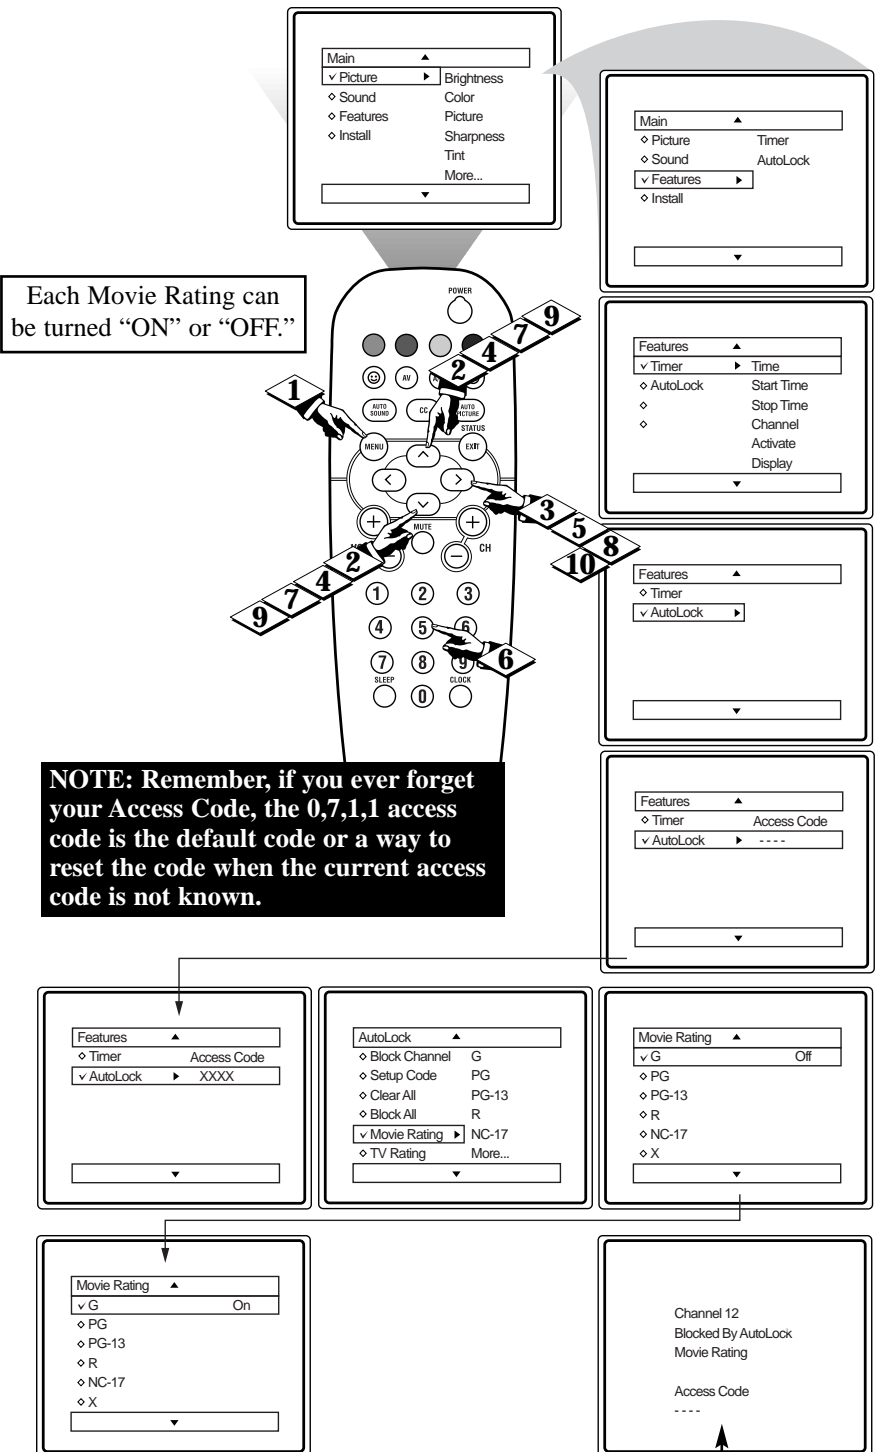 Main
Picture
Brightness
Sound
Color
Features
Picture
Install
Sharpness
Tint
More...
Main
Picture
Timer
Sound
AutoLock
Features
Install
Each Movie Rating can
be turned “ON” or “OFF.”
Features
Timer
Time
AutoLock
Start Time
Stop Time
Channel
Activate
Display
POWER
AV
AUTO SOUND
CC
AUTO PICTURE
STATUS
MENU
EXIT
MUTE
CH
1 2 3
4 5 6
7 8 9
SLEEP
CLOCK
0
1
2 4 7 9
3 5 8 10
9 7 4 2
6
Features
Timer
AutoLock
NOTE: Remember, if you ever forget
your Access Code, the 0,7,1,1 access
code is the default code or a way to
reset the code when the current access
code is not known.
Features
Timer
Access Code
AutoLock
- - - -
Features
Timer
Access Code
AutoLock
XXXX
AutoLock
Block Channel G
Setup Code PG
Clear All PG-13
Block All R
Movie Rating NC-17
TV Rating More...
Movie Rating
G Off
PG
PG-13
R
NC-17
X
Movie Rating
G On
PG
PG-13
R
NC-17
X
Channel 12
Blocked By AutoLock
Movie Rating
Access Code
- - - -